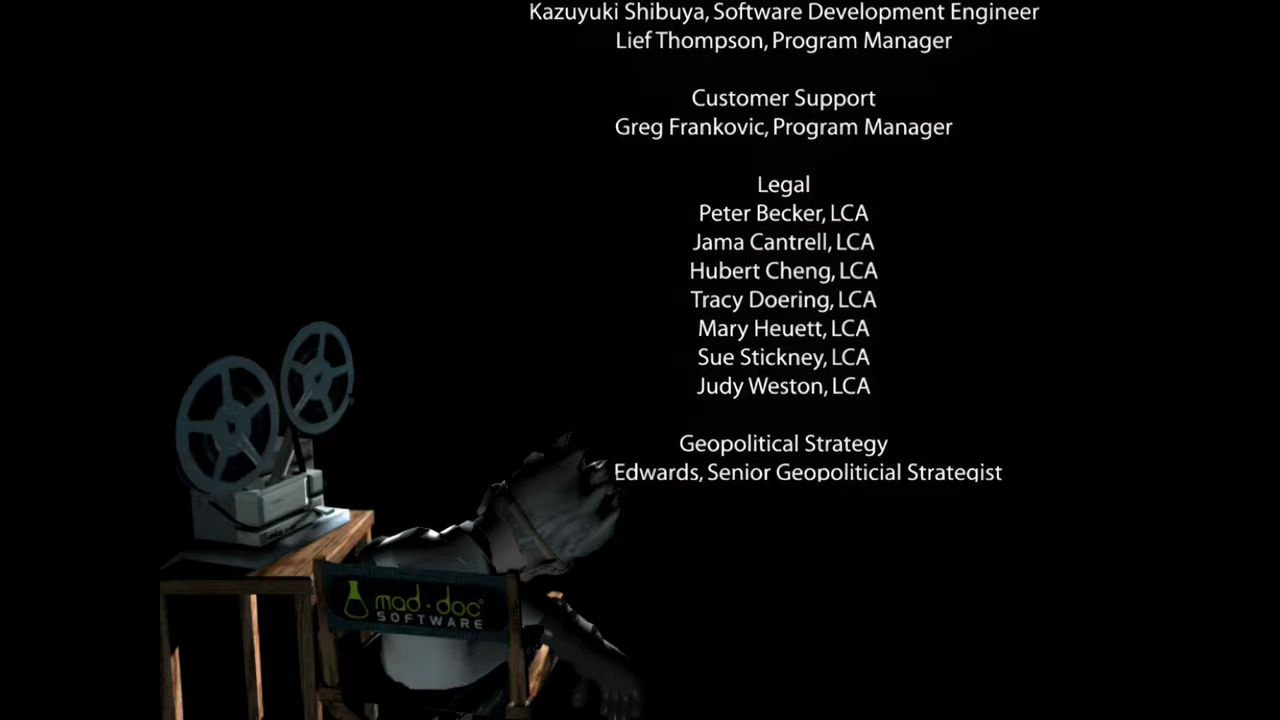 Kazuyuki Shibuya, Software Development Engineer
Lief Thompson, Program Manager
Customer Support
Greg Frankovic, Program Manager
Legal
Peter Becker, LCA
Jama Cantrell, LCA
Hubert Cheng, LCA
Tracy Doering, LCA
Mary Heuett, LCA
Sue Stickney, LCA
Judy Weston, LCA
Geopolitical Strategy
Edwards, Senior Geopoliticial Strategist
mad·doc
SOFTWARE